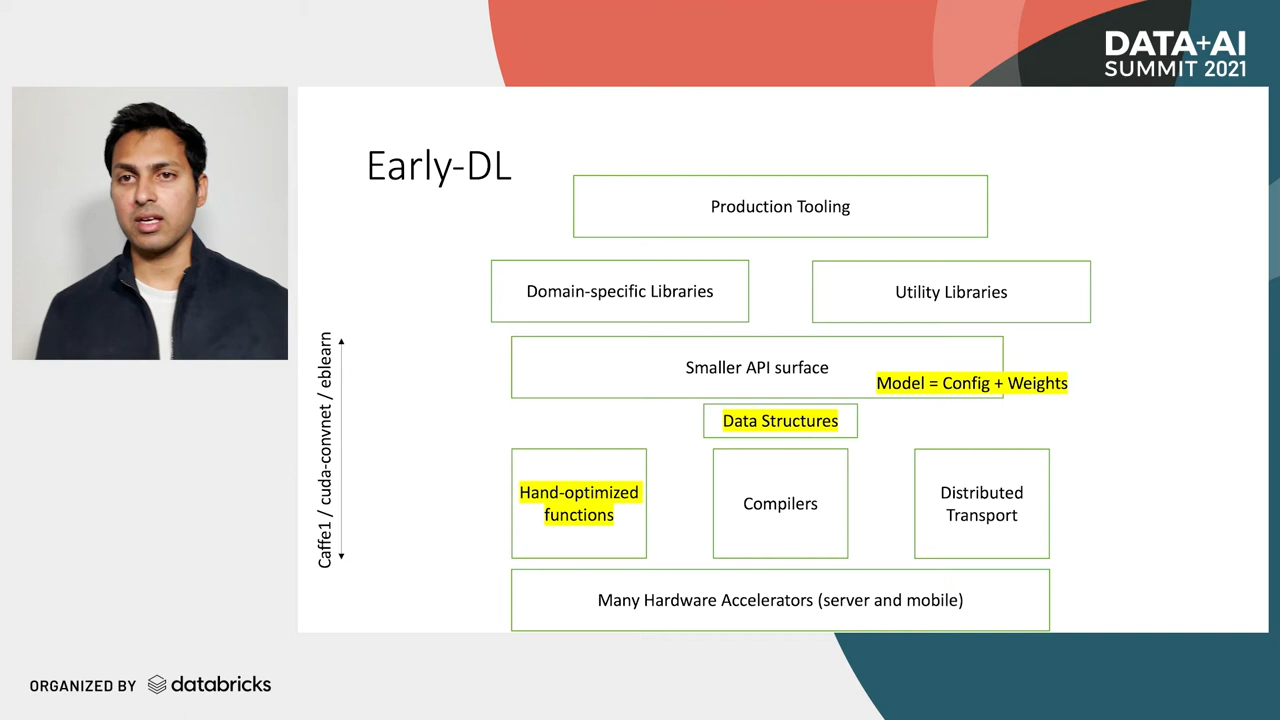 DATA+AI
SUMMIT 2021
Early-DL
Production Tooling
Domain-specific Libraries
Utility Libraries
Caffe1 / cuda-convnet / eblearn
Smaller API surface
Model = Config + Weights
Data Structures
Hand-optimized
functions
Compilers
Distributed
Transport
Many Hardware Accelerators (server and mobile)
ORGANIZED BY databricks